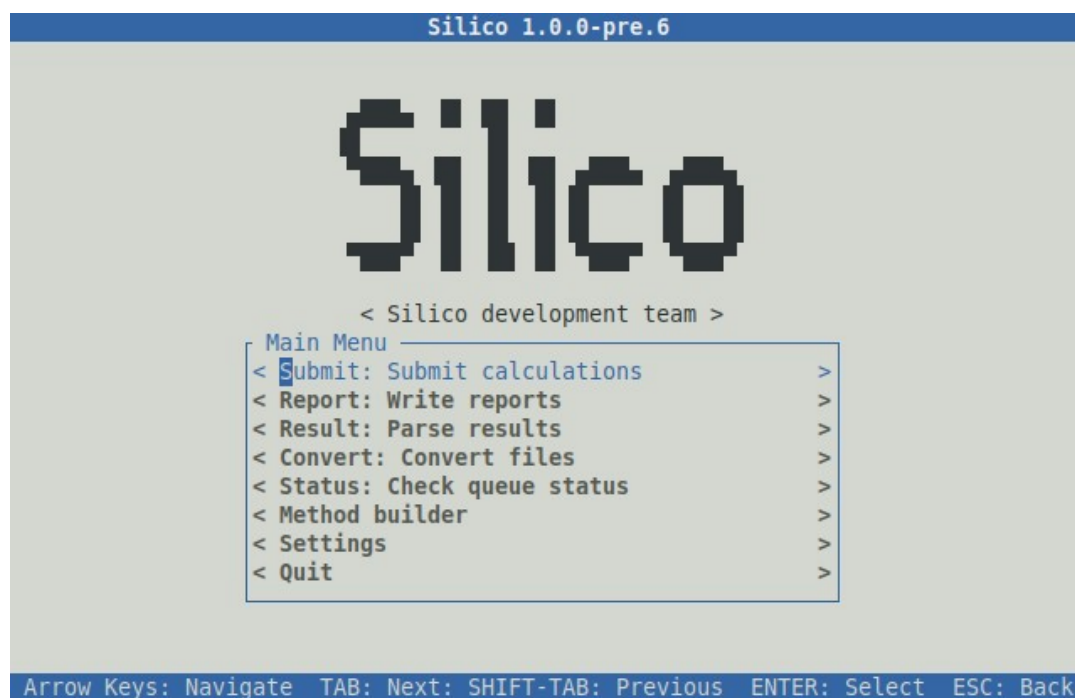 Silico 1.0.0-pre.6
Silico
< Silico development team >
Main Menu
< Submit: Submit calculations >
< Report: Write reports >
< Result: Parse results >
< Convert: Convert files >
< Status: Check queue status >
< Method builder >
< Settings >
< Quit >
Arrow Keys: Navigate TAB: Next: SHIFT-TAB: Previous ENTER: Select ESC: Back